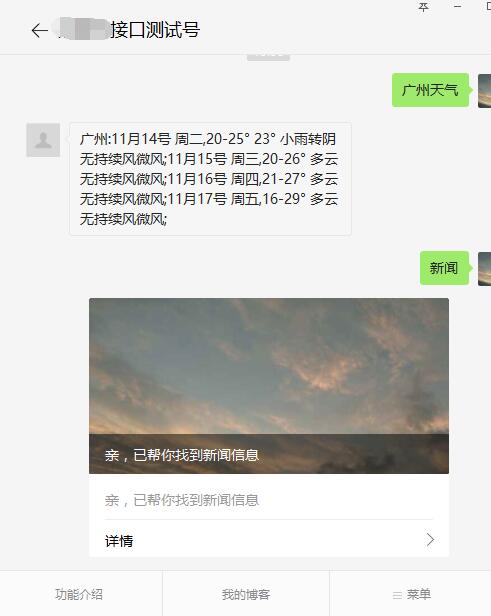 接口测试号
广州天气
广州:11月14号 周二,20-25° 23° 小雨转阴
无持续风微风;11月15号 周三,20-26° 多云
无持续风微风;11月16号 周四,21-27° 多云
无持续风微风;11月17号 周五,16-29° 多云
无持续风微风;
新闻
亲，已帮你找到新闻信息
亲，已帮你找到新闻信息
详情
功能介绍
我的博客
菜单